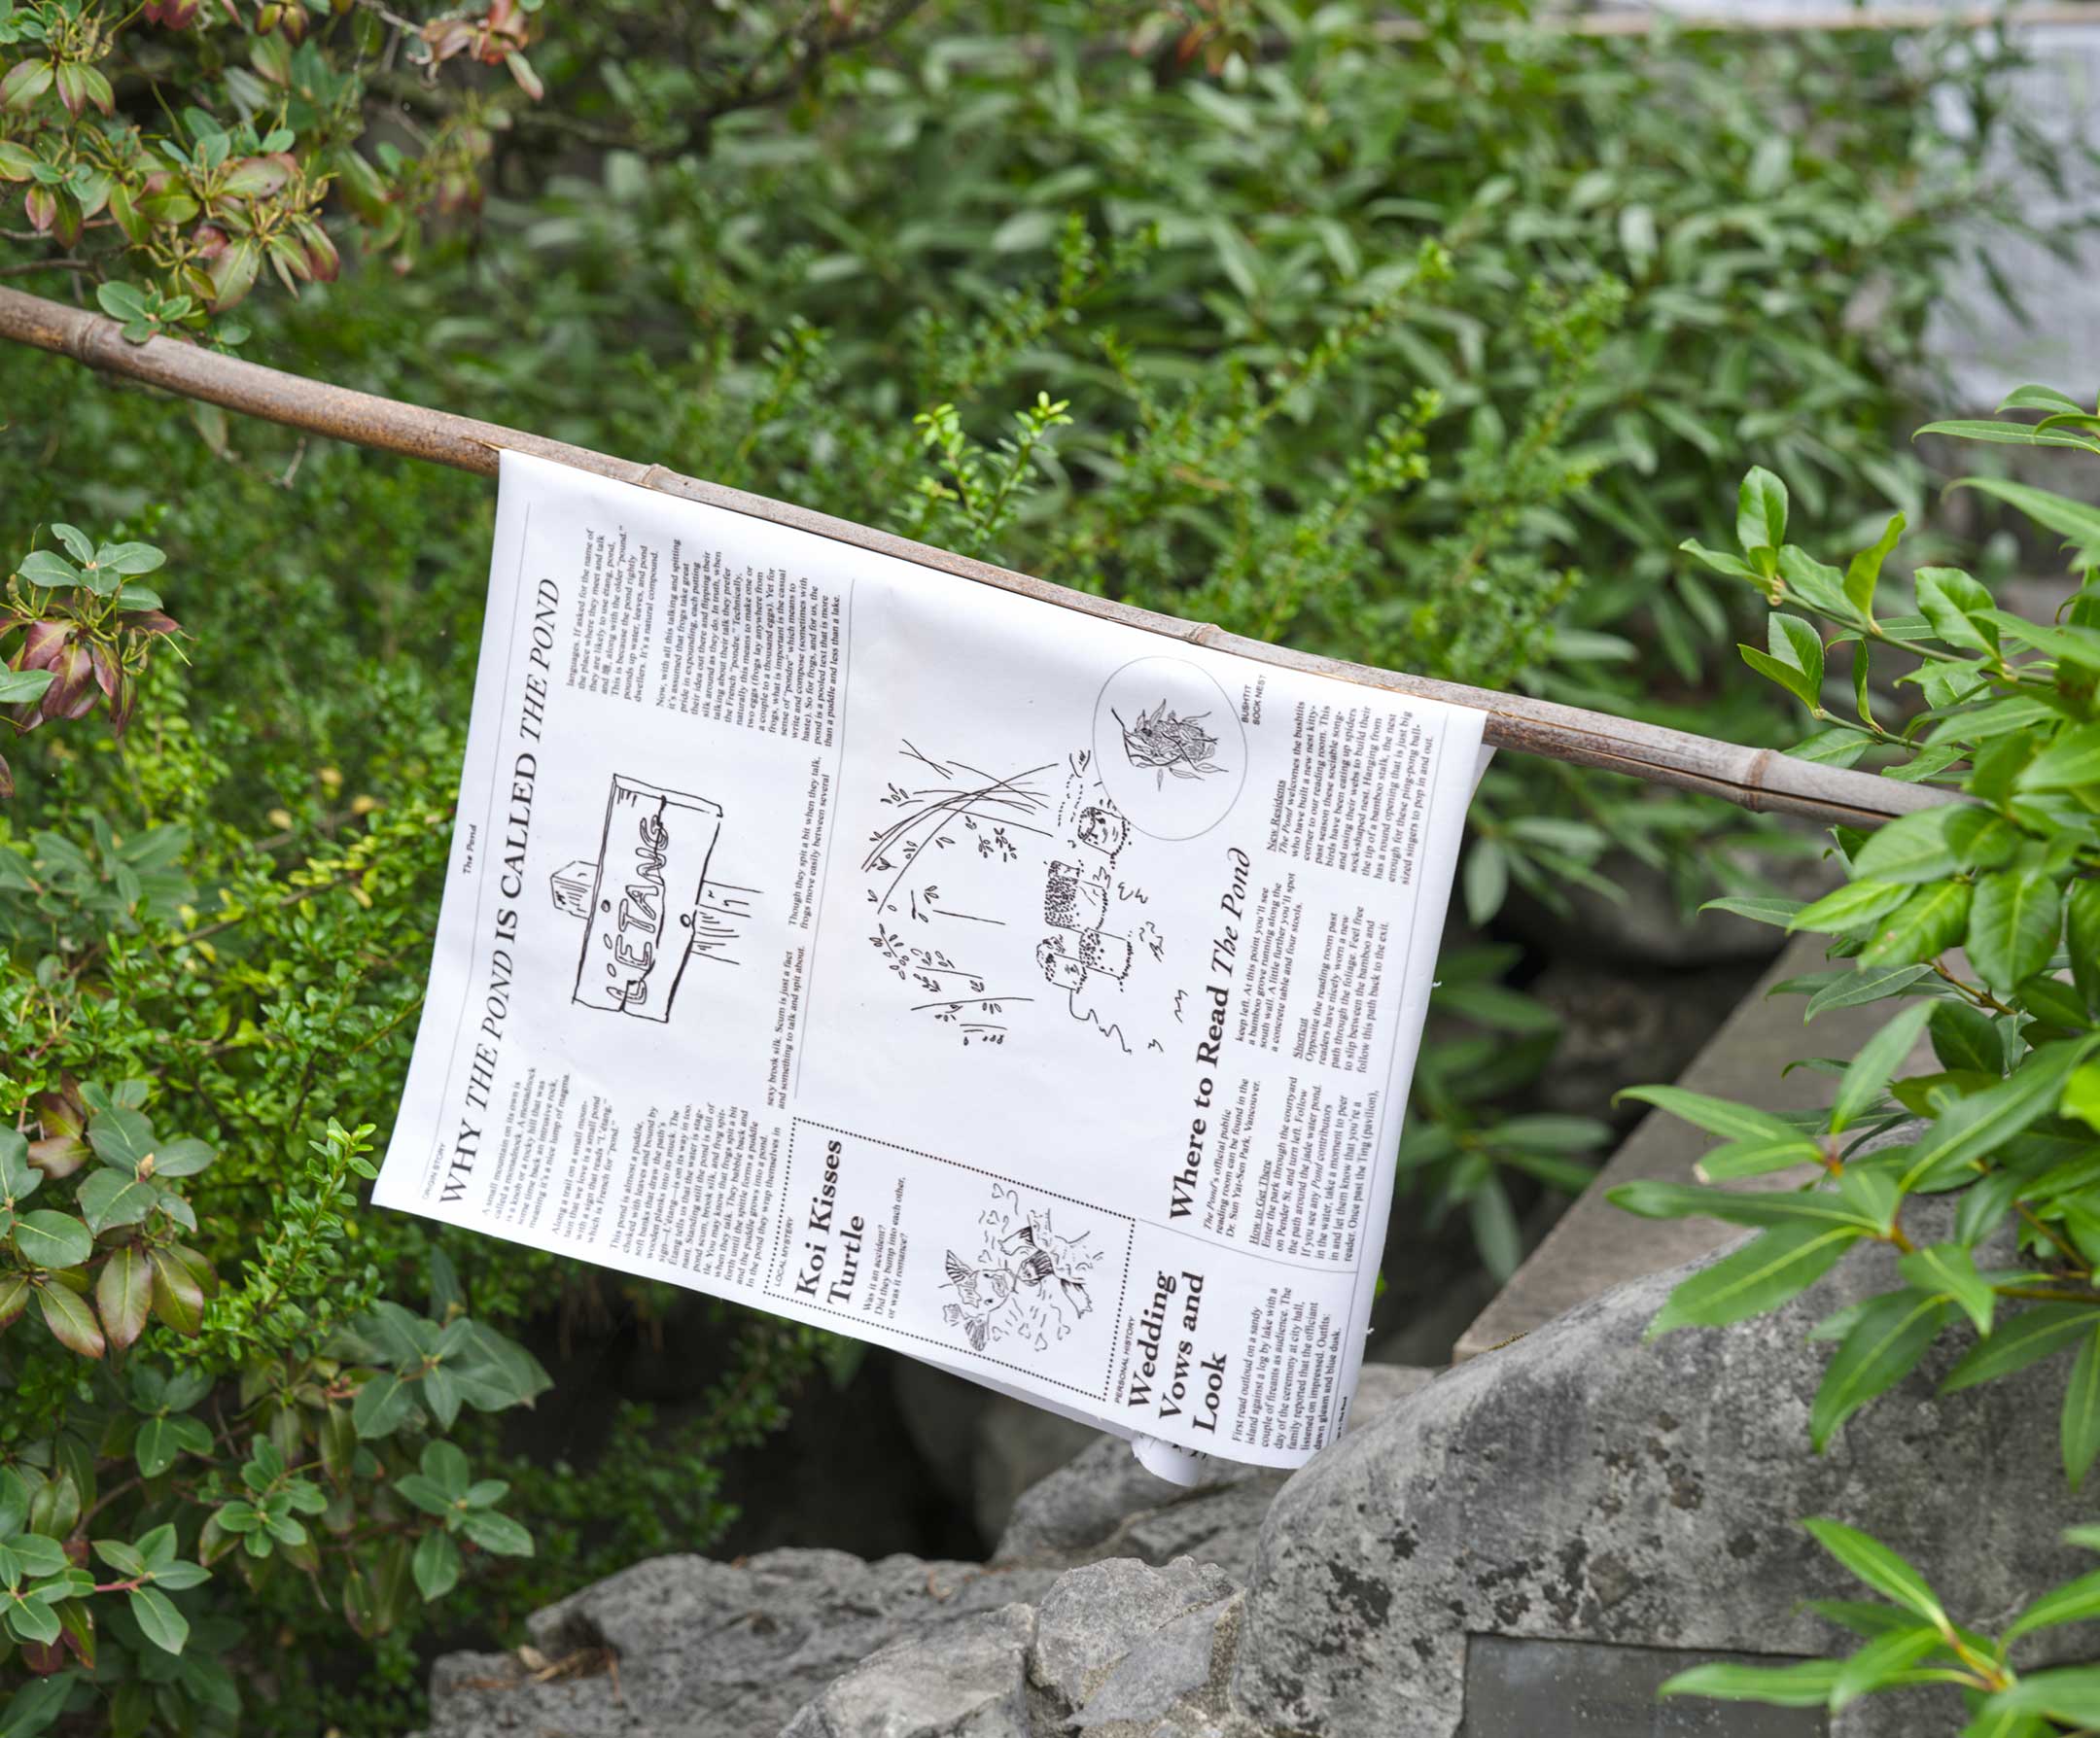 The Pond
ORIGIN STORY
WHY THE POND IS CALLED THE POND
A small mountain on its own is
called a monadnock. A monadnock
is a knob or a rocky hill that was
some time back an intrusive rock,
meaning it's a nice lump of magma.
Along a trail on a small moun-
tain that we love is a small pond
with a sign that reads "L'étang,"
which is French for "pond."
This pond is almost a puddle,
choked with leaves and bound by
soft banks that draw the path's
wooden planks into its muck. The
sign—L'étang—is on its way in too.
Étang tells us that the water is stag-
nant. Standing still the pond is full of
pond scum, brook silk, and frog spit-
tle. You may know that frogs spit a bit
when they talk. They babble back and
forth until the spittle forms a puddle
and the puddle grows into a pond.
In the pond they wrap themselves in
sexy brook silk. Scum is just a fact
and something to talk and spit about.
L'ÉTANG
Though they spit a bit when they talk,
frogs move easily between several
languages. If asked for the name of
the place where they meet and talk
they are likely to use étang, pond,
and 塘, along with the older "pound."
This is because the pond rightly
pounds up water, leaves, and pond
dwellers. It's a natural compound.
Now, with all this talking and spitting
it's assumed that frogs take great
pride in expounding, each putting
their idea out there and flipping their
silk around as they do. In truth, when
talking about their talk they prefer
the French "pondre." Technically,
naturally this means to make one or
two eggs (frogs lay anywhere from
a couple to a thousand eggs). Yet for
frogs, what is important is the casual
sense of "pondre" which means to
write and compose (sometimes with
haste). So for frogs, and for us, the
pond is a pooled text that is more
than a puddle and less than a lake.
LOCAL MYSTERY
Koi Kisses
Turtle
Was it an accident?
Did they bump into each other,
or was it romance?
PERSONAL HISTORY
Wedding
Vows and
Look
First read outloud on a sandy
island against a log by lake with a
couple of fireants as audience. The
day of the ceremony at city hall,
family reported that the officiant
listened on impressed. Outfits:
dawn gleam and blue dusk.
BUSHTIT
SOCK NEST
Where to Read The Pond
The Pond's official public
reading room can be found in the
Dr. Sun Yat-Sen Park, Vancouver.
How to Get There
Enter the park through the courtyard
on Pender St. and turn left. Follow
the path around the jade water pond.
If you see any Pond contributors
in the water, take a moment to peer
in and let them know that you're a
reader. Once past the Ting (pavilion),
keep left. At this point you'll see
a bamboo grove running along the
south wall. A little further you'll spot
a concrete table and four stools.
Shortcut
Opposite the reading room past
readers have nicely worn a new
path through the foliage. Feel free
to slip between the bamboo and
follow this path back to the exit.
New Residents
The Pond welcomes the bushtits
who have built a new nest kitty-
corner to our reading room. This
past season these sociable song-
birds have been eating up spiders
and using their webs to build their
sock-shaped nest. Hanging from
the tip of a bamboo stalk, the nest
has a round opening that is just big
enough for these ping-pong ball-
sized singers to pop in and out.